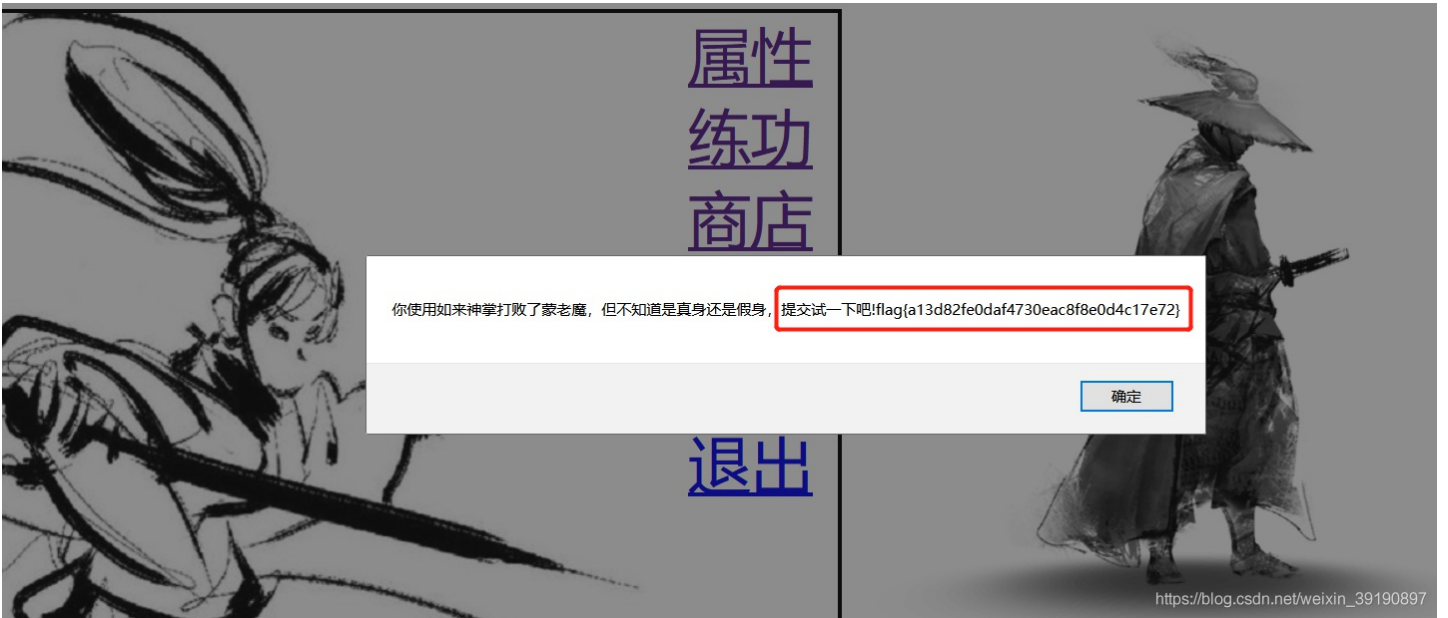 属性
练功
商店
你使用如来神掌打败了蒙老魔，但不知道是真身还是假身，提交试一下吧!flag{a13d82fe0daf4730eac8f8e0d4c17e72}
确定
退出
https://blog.csdn.net/weixin_39190897